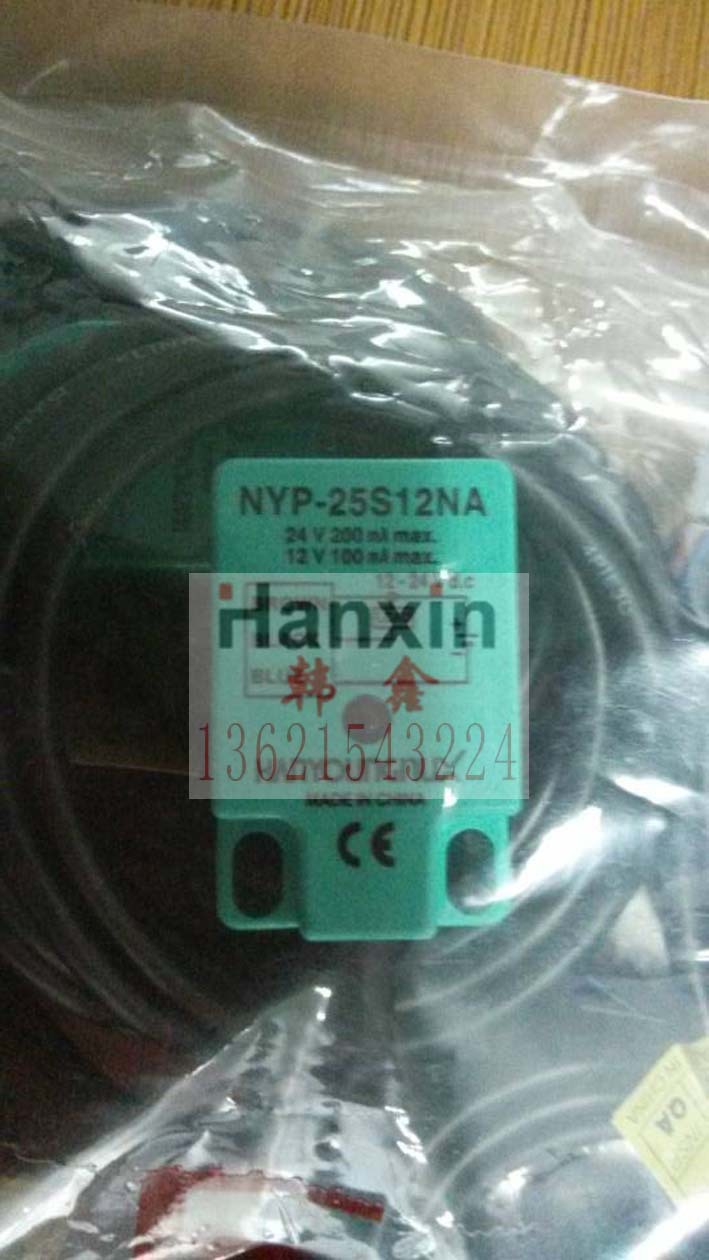 NYP-25S12NA
24 V 200 mA max.
12 V 100 mA max.
12-24 d.c
Hanxin
韩鑫
13621543224
MADE IN CHINA
CE
QA